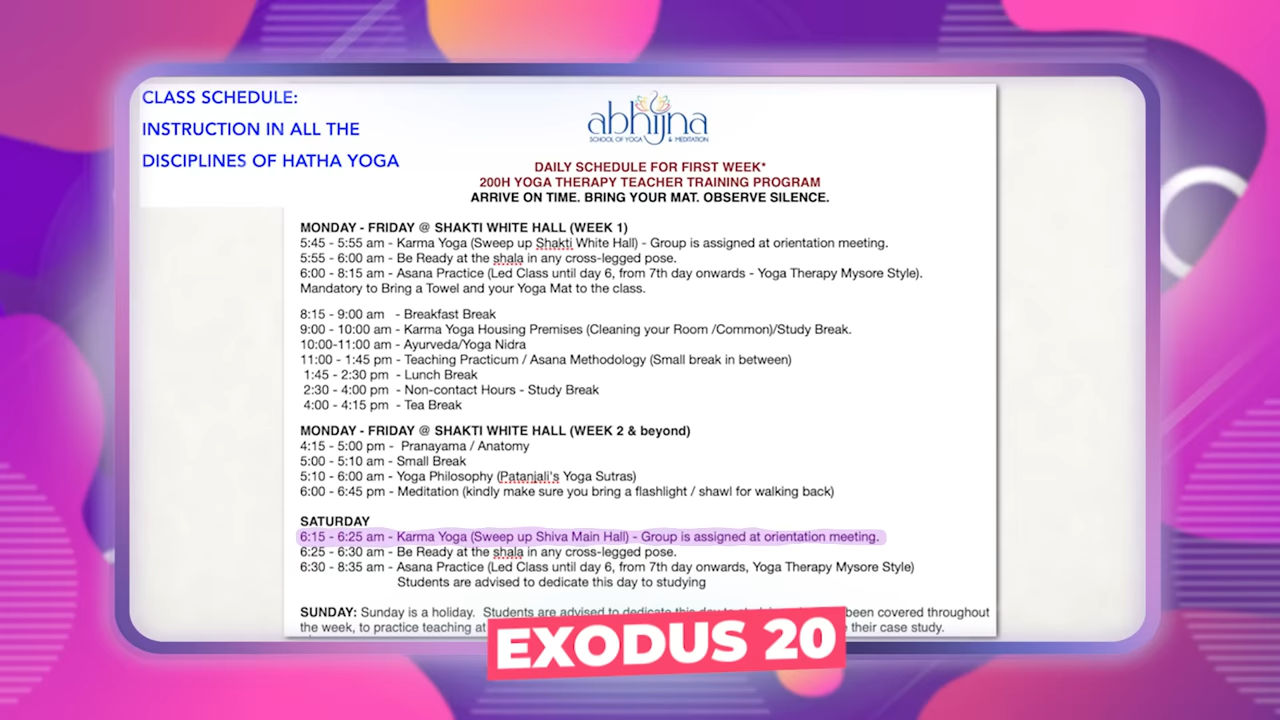 CLASS SCHEDULE:
INSTRUCTION IN ALL THE
DISCIPLINES OF HATHA YOGA
abhijna
SCHOOL OF YOGA & MEDITATION
DAILY SCHEDULE FOR FIRST WEEK*
200H YOGA THERAPY TEACHER TRAINING PROGRAM
ARRIVE ON TIME. BRING YOUR MAT. OBSERVE SILENCE.
MONDAY - FRIDAY @ SHAKTI WHITE HALL (WEEK 1)
5:45 - 5:55 am - Karma Yoga (Sweep up Shakti White Hall) - Group is assigned at orientation meeting.
5:55 - 6:00 am - Be Ready at the shala in any cross-legged pose.
6:00 - 8:15 am - Asana Practice (Led Class until day 6, from 7th day onwards - Yoga Therapy Mysore Style).
Mandatory to Bring a Towel and your Yoga Mat to the class.
8:15 - 9:00 am - Breakfast Break
9:00 - 10:00 am - Karma Yoga Housing Premises (Cleaning your Room /Common)/Study Break.
10:00-11:00 am - Ayurveda/Yoga Nidra
11:00 - 1:45 pm - Teaching Practicum / Asana Methodology (Small break in between)
1:45 - 2:30 pm - Lunch Break
2:30 - 4:00 pm - Non-contact Hours - Study Break
4:00 - 4:15 pm - Tea Break
MONDAY - FRIDAY @ SHAKTI WHITE HALL (WEEK 2 & beyond)
4:15 - 5:00 pm - Pranayama / Anatomy
5:00 - 5:10 am - Small Break
5:10 - 6:00 am - Yoga Philosophy (Patanjali's Yoga Sutras)
6:00 - 6:45 pm - Meditation (kindly make sure you bring a flashlight / shawl for walking back)
SATURDAY
6:15 - 6:25 am - Karma Yoga (Sweep up Shiva Main Hall) - Group is assigned at orientation meeting.
6:25 - 6:30 am - Be Ready at the shala in any cross-legged pose.
6:30 - 8:35 am - Asana Practice (Led Class until day 6, from 7th day onwards, Yoga Therapy Mysore Style)
Students are advised to dedicate this day to studying
SUNDAY: Sunday is a holiday. Students are advised to dedicate this day to been covered throughout
the week, to practice teaching at their case study.
EXODUS 20